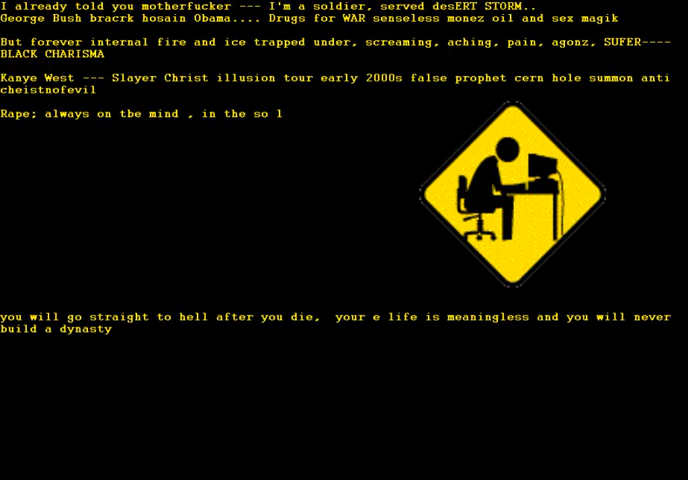 I already told you motherfucker --- I'm a soldier, served desERT STORM..
George Bush bracrk hosain Obama.... Drugs for WAR senseless monez oil and sex magik
But forever internal fire and ice trapped under, screaming, aching, pain, agonz, SUFER----
BLACK CHARISMA
Kanye West --- Slayer Christ illusion tour early 2000s false prophet cern hole summon anti
cheistnofevil
Rape; always on tbe mind , in the so l
you will go straight to hell after you die,  your e life is meaningless and you will never
build a dynasty